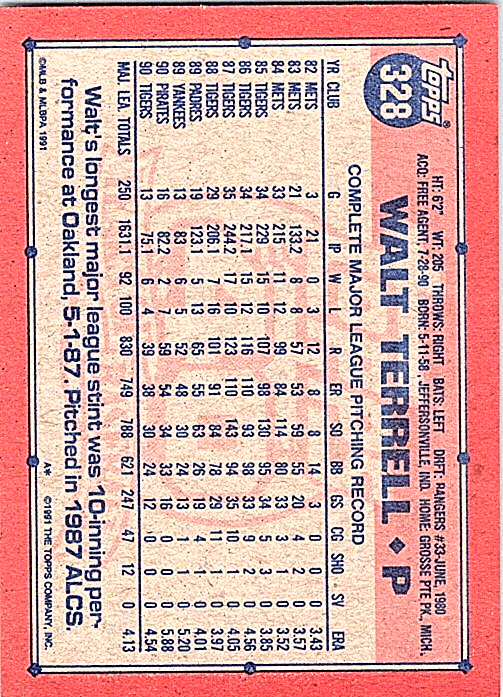 Topps®
328
HT: 6'2" WT: 205 THROWS: RIGHT BATS: LEFT DRFT: RANGERS #33-JUNE, 1980
ACQ: FREE AGENT, 7-28-90 BORN: 5-11-58, JEFFERSONVILLE, IND. HOME: GROSSE PTE PK., MICH.
WALT TERRELL ◆ P
COMPLETE MAJOR LEAGUE PITCHING RECORD
YR CLUB G IP W L R ER SO BB GS CG SHO SV ERA
82 METS 3 21 0 3 12 8 8 14 3 0 0 0 3.43
83 METS 21 133.2 8 8 57 53 59 55 20 4 2 0 3.57
84 METS 33 215 11 12 99 84 114 80 33 3 1 0 3.52
85 TIGERS 34 229 15 10 107 98 130 95 34 5 3 0 3.85
86 TIGERS 34 217.1 15 12 116 110 93 98 33 9 2 0 4.56
87 TIGERS 35 244.2 17 10 123 110 143 94 35 10 1 0 4.05
88 TIGERS 29 206.1 7 16 101 91 84 78 29 11 1 0 3.97
89 PADRES 19 123.1 5 13 65 55 63 26 19 4 1 0 4.01
89 YANKEES 13 83 6 5 52 48 30 24 13 1 1 0 5.20
90 PIRATES 16 82.2 2 7 59 54 34 33 16 0 0 0 5.88
90 TIGERS 13 75.1 6 4 39 38 30 24 12 0 0 0 4.54
MAJ. LEA. TOTALS 250 1631.1 92 100 830 749 788 621 247 47 12 0 4.13
Walt's longest major league stint was 10-inning per-
formance at Oakland, 5-1-87. Pitched in 1987 ALCS.
©MLB & MLBPA 1991 A* ©1991 THE TOPPS COMPANY, INC.